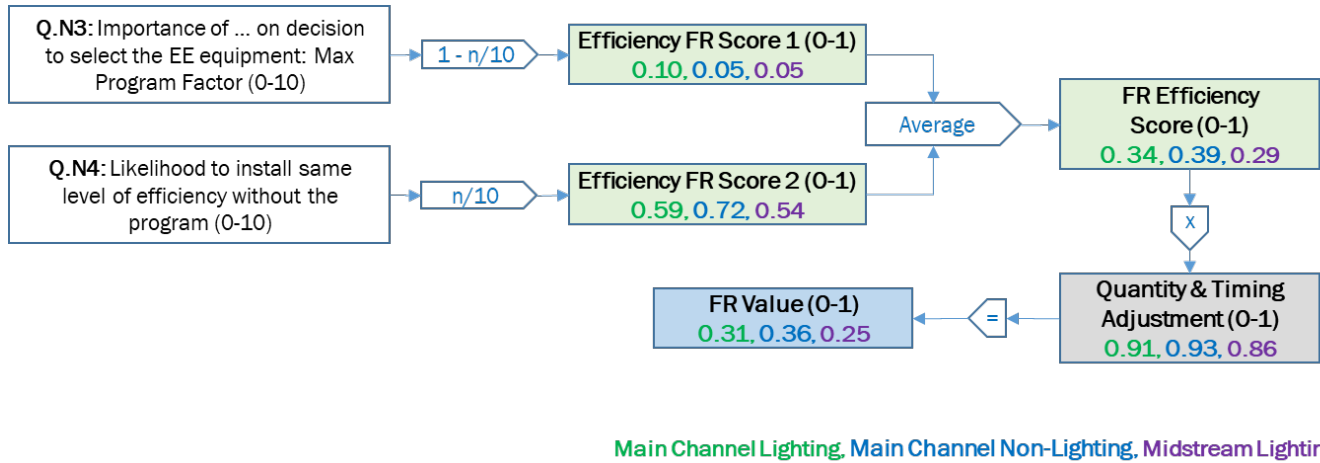 Q.N3: Importance of ... on decision
to select the EE equipment: Max
Program Factor (0-10)
1 - n/10
Efficiency FR Score 1 (0-1)
0.10, 0.05, 0.05
Average
FR Efficiency
Score (0-1)
0. 34, 0.39, 0.29
Q.N4: Likelihood to install same
level of efficiency without the
program (0-10)
n/10
Efficiency FR Score 2 (0-1)
0.59, 0.72, 0.54
x
Quantity & Timing
Adjustment (0-1)
0.91, 0.93, 0.86
=
FR Value (0-1)
0.31, 0.36, 0.25
Main Channel Lighting, Main Channel Non-Lighting, Midstream